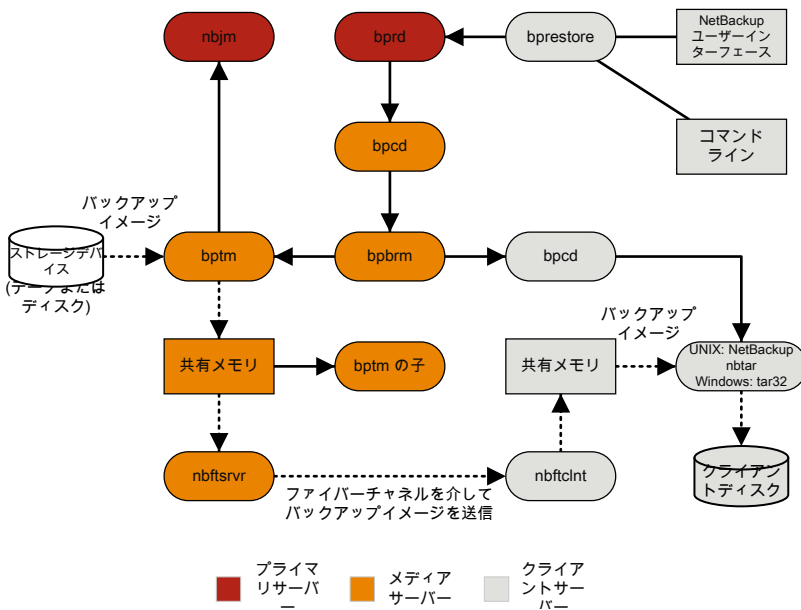 nbjm
bprd
bprestore
NetBackup
ユーザーイン
ターフェース
bpcd
コマンド
ライン
バックアップ
イメージ
ストレージデバ
イス
(テープまたは
ディスク)
bptm
bpbrm
bpcd
バックアップ
イメージ
共有メモリ
bptm の子
共有メモリ
UNIX: NetBackup
nbtar
Windows: tar32
nbftsrvr
nbftclnt
クライアン
トディスク
ファイバーチャネルを介して
バックアップイメージを送信
プライマ
リサーバ
ー
メディア
サーバー
クライア
ントサー
バー